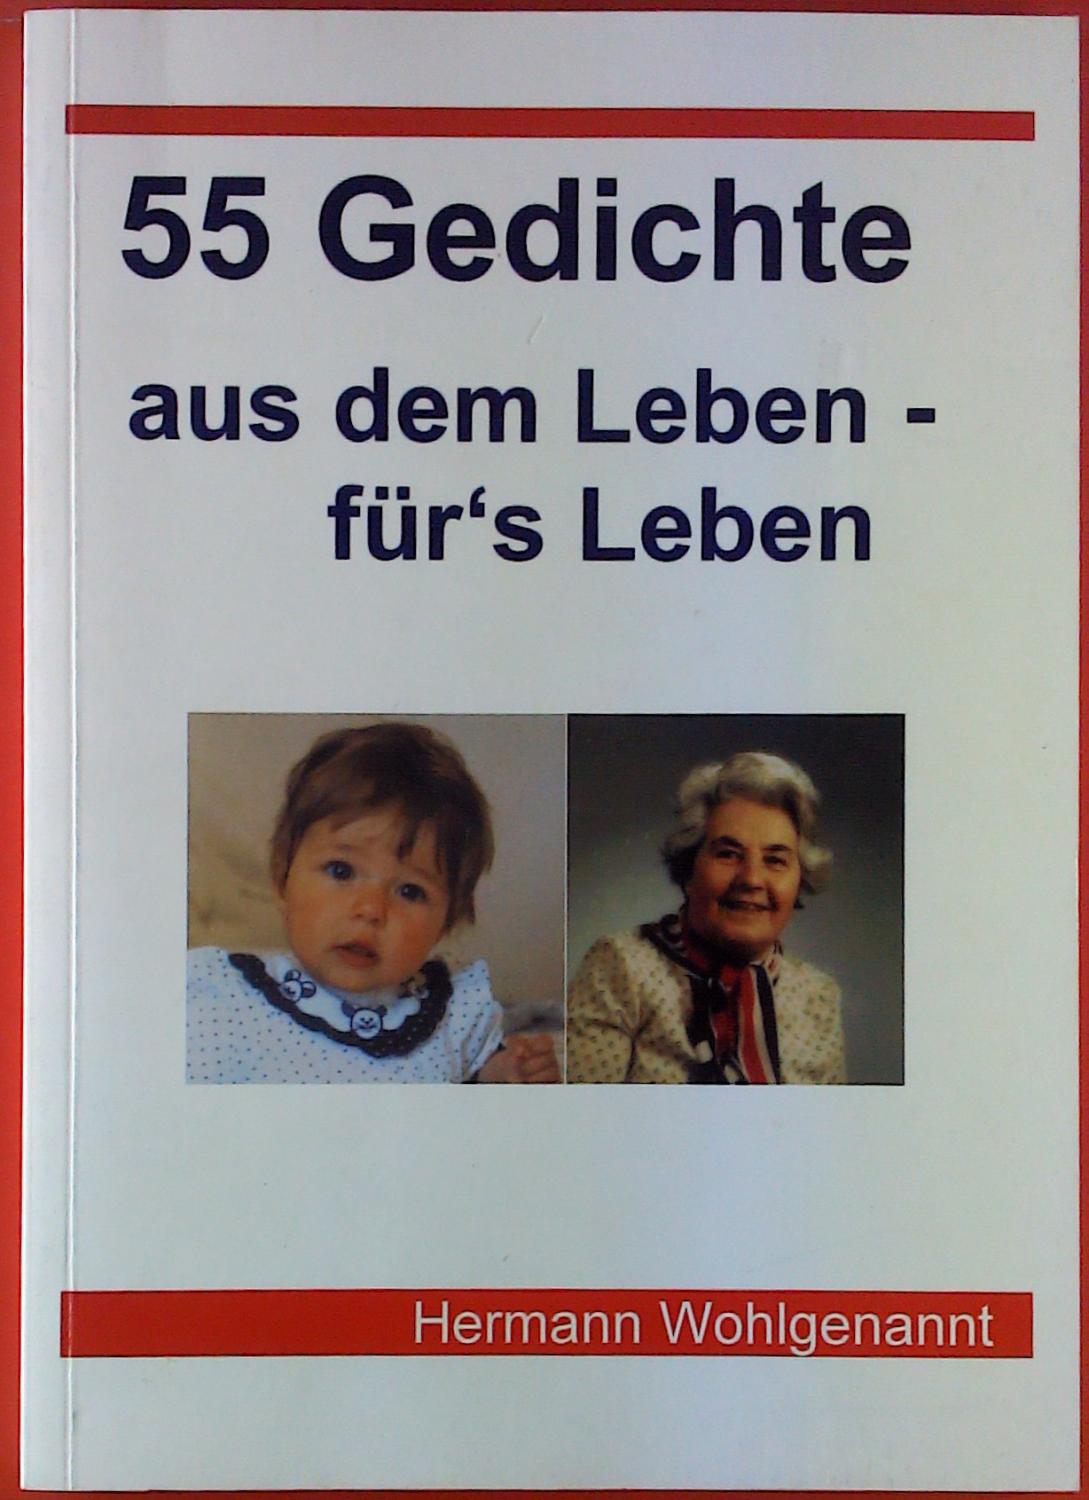 55 Gedichte
aus dem Leben -
für‘s Leben
Hermann Wohlgenannt